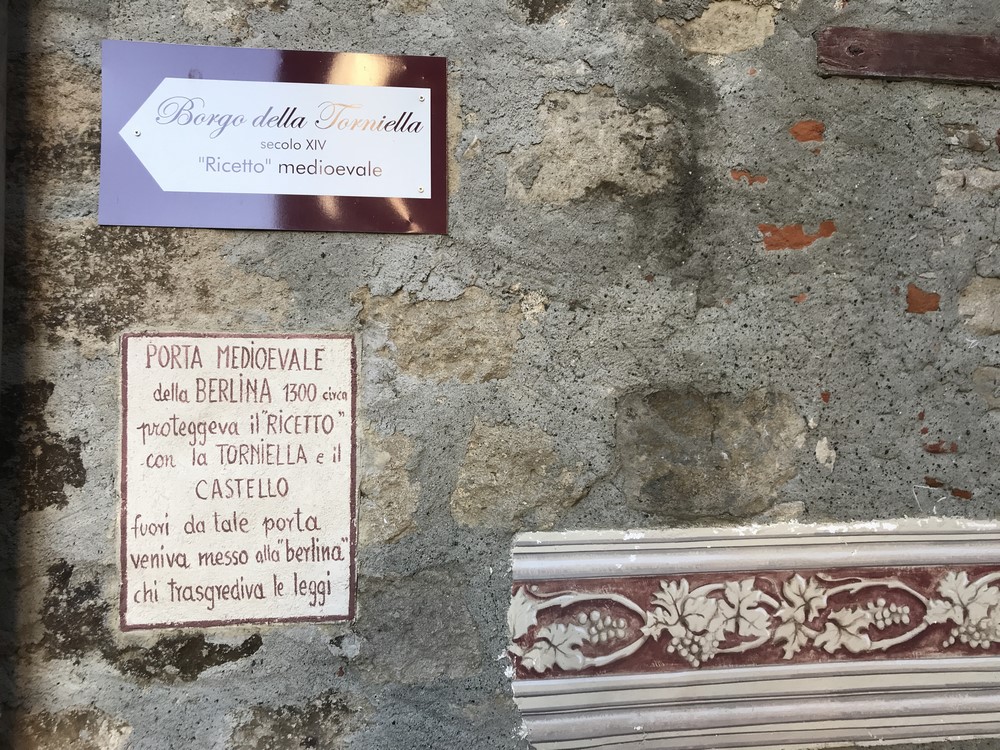 Borgo della Torniella
secolo XIV
"Ricetto" medioevale
PORTA MEDIOEVALE
della BERLINA 1300 circa
proteggeva il "RICETTO"
con la TORNIELLA e il
CASTELLO
fuori da tale porta
veniva messo alla "berlina"
chi trasgrediva le leggi